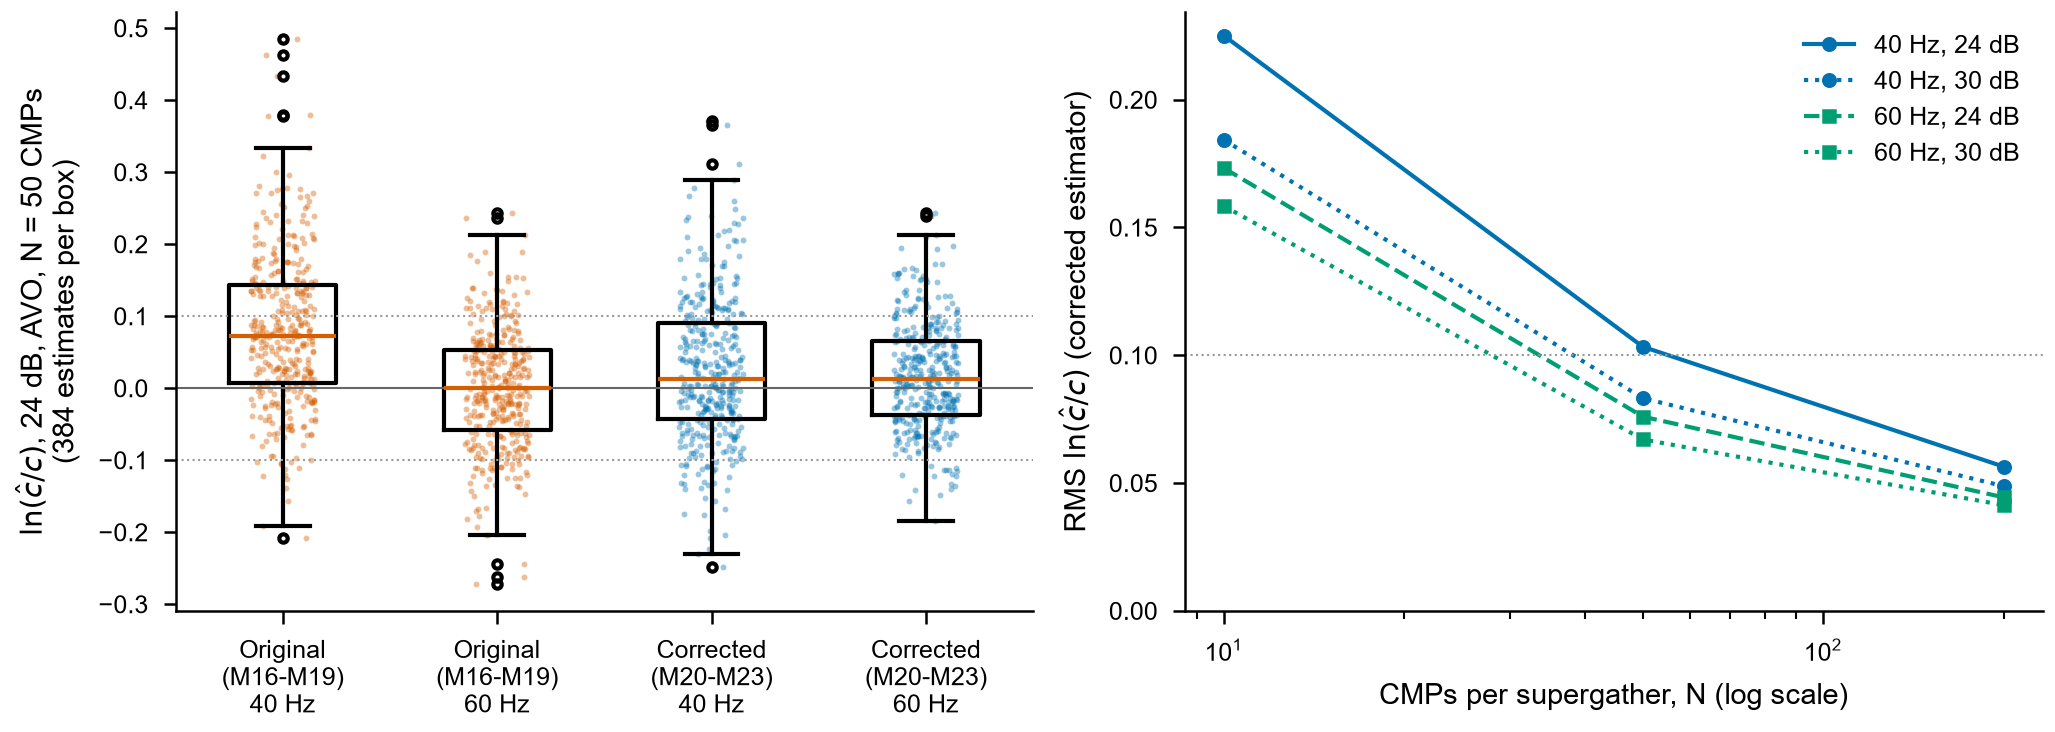 ln(ĉ/c), 24 dB, AVO, N = 50 CMPs
(384 estimates per box)
0.5
0.4
0.3
0.2
0.1
0.0
−0.1
−0.2
−0.3
Original
(M16-M19)
40 Hz
Original
(M16-M19)
60 Hz
Corrected
(M20-M23)
40 Hz
Corrected
(M20-M23)
60 Hz
RMS ln(ĉ/c) (corrected estimator)
0.20
0.15
0.10
0.05
0.00
10¹
10²
CMPs per supergather, N (log scale)
40 Hz, 24 dB
40 Hz, 30 dB
60 Hz, 24 dB
60 Hz, 30 dB